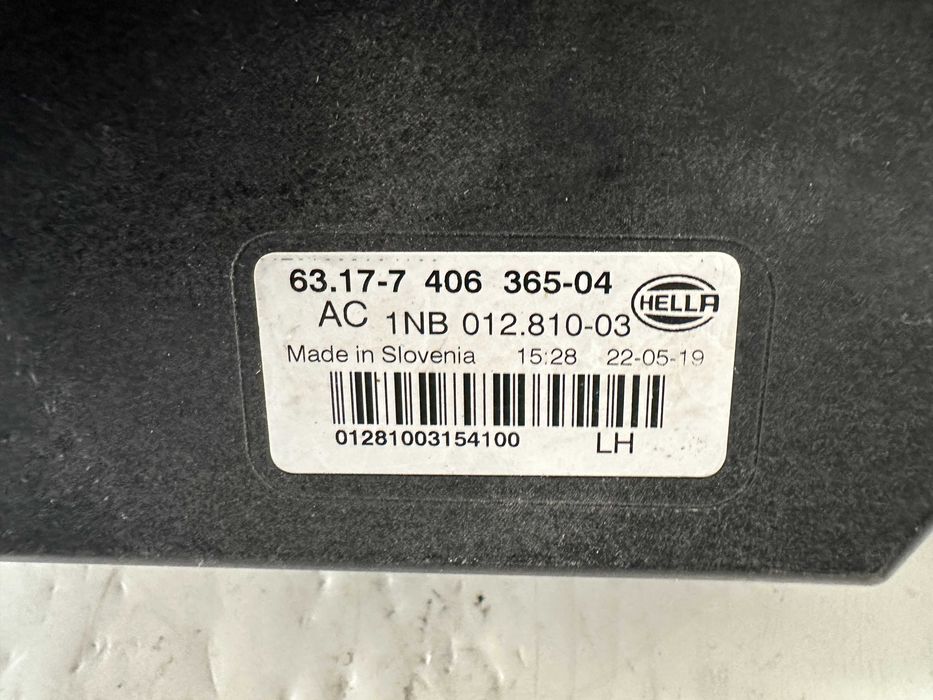 63.17-7 406 365-04
AC 1NB 012.810-03 HELLA
Made in Slovenia 15:28 22-05-19
01281003154100 LH